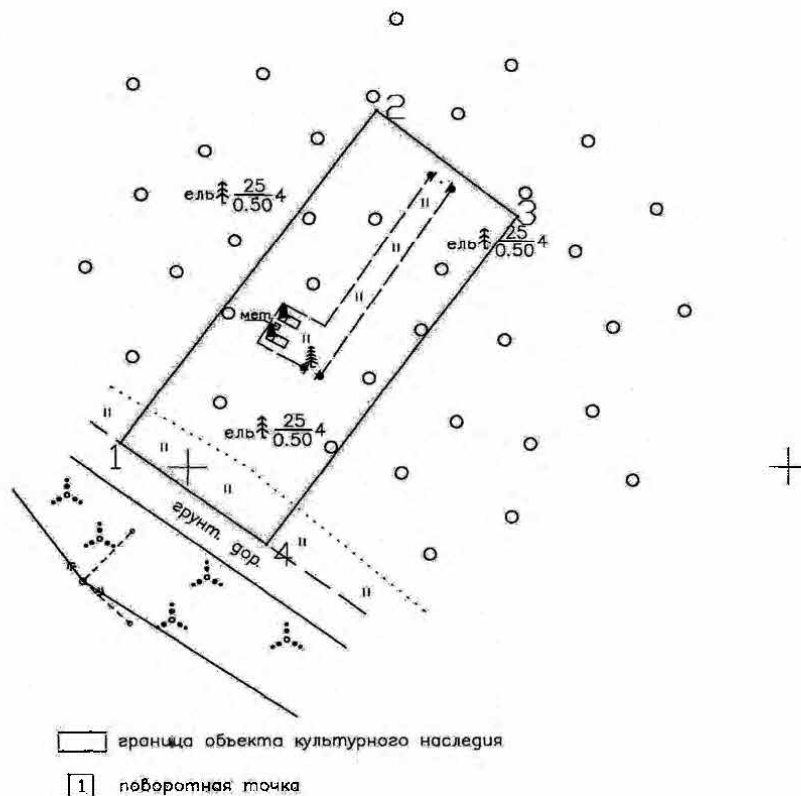 2
ель 25/0.50 4
3
ель 25/0.50 4
мет.
ель 25/0.50 4
1
грунт. дор.
4
граница объекта культурного наследия
1 поворотная точка